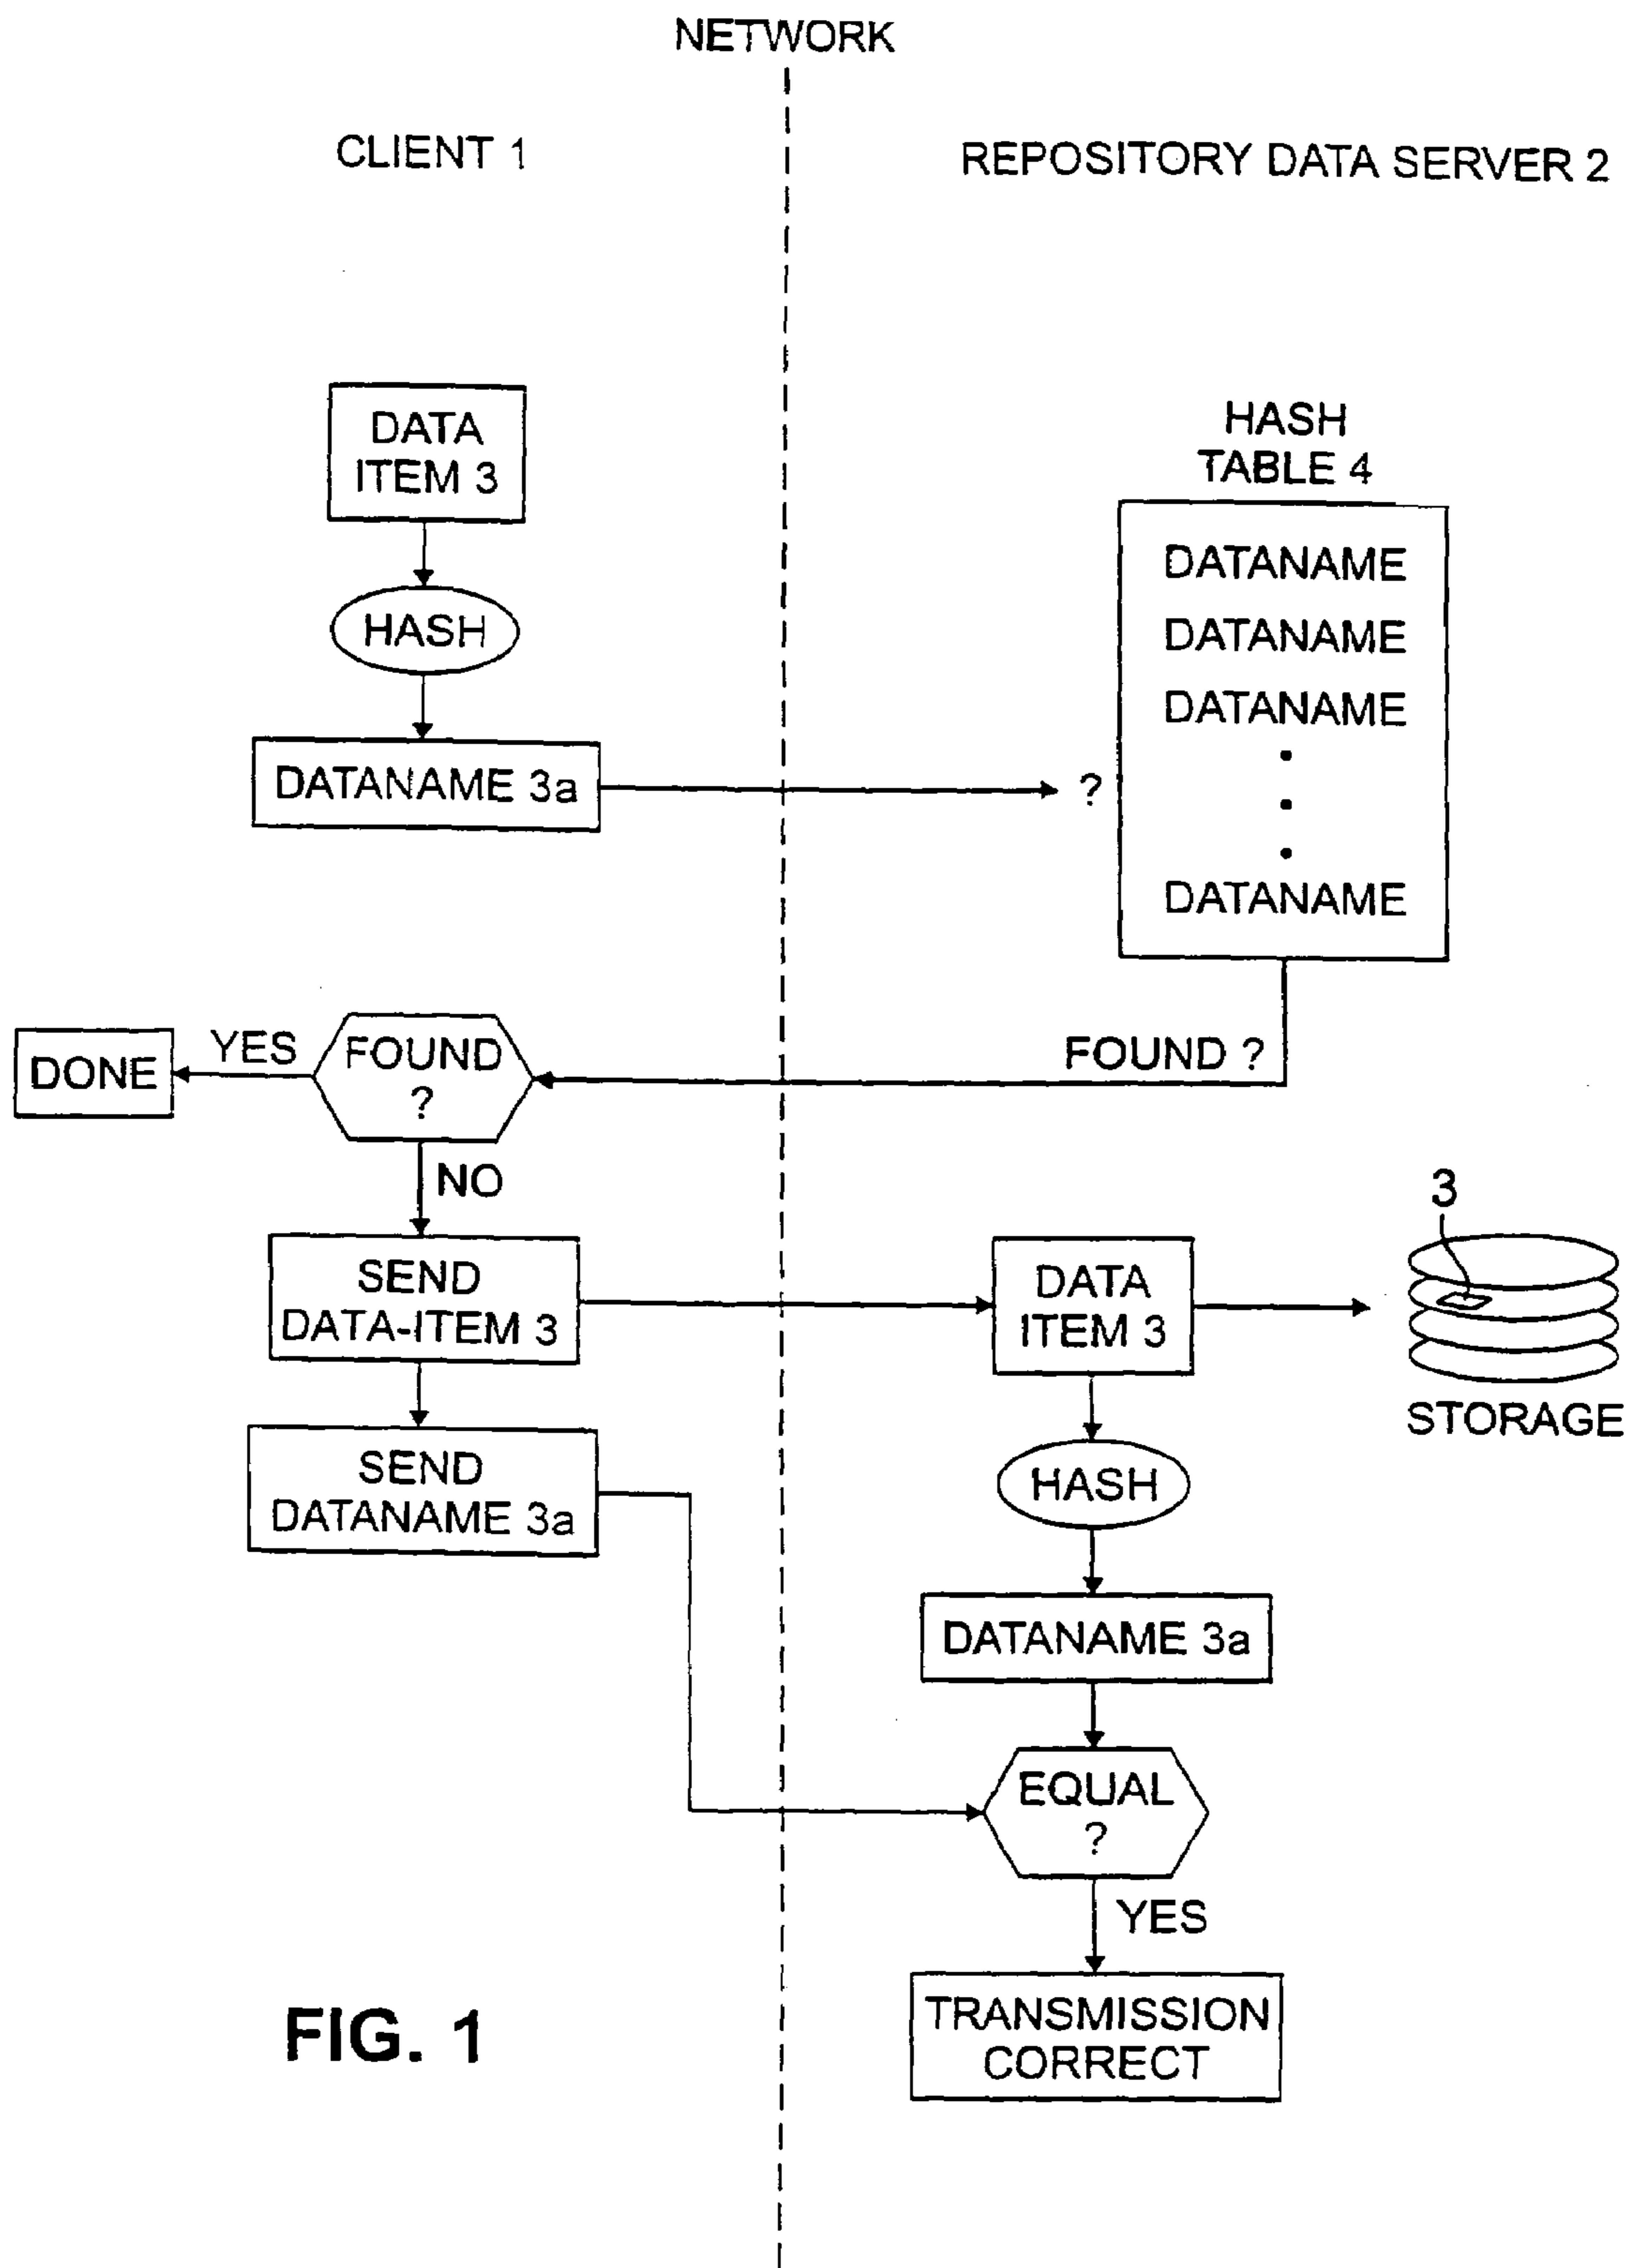 NETWORK
CLIENT 1
REPOSITORY DATA SERVER 2
DATA
ITEM 3
HASH
TABLE 4
HASH
DATANAME
DATANAME
DATANAME
DATANAME 3a
?
DATANAME
DONE
YES
FOUND
?
FOUND ?
NO
3
SEND
DATA-ITEM 3
DATA
ITEM 3
STORAGE
SEND
DATANAME 3a
HASH
DATANAME 3a
EQUAL
?
YES
TRANSMISSION
CORRECT
FIG. 1